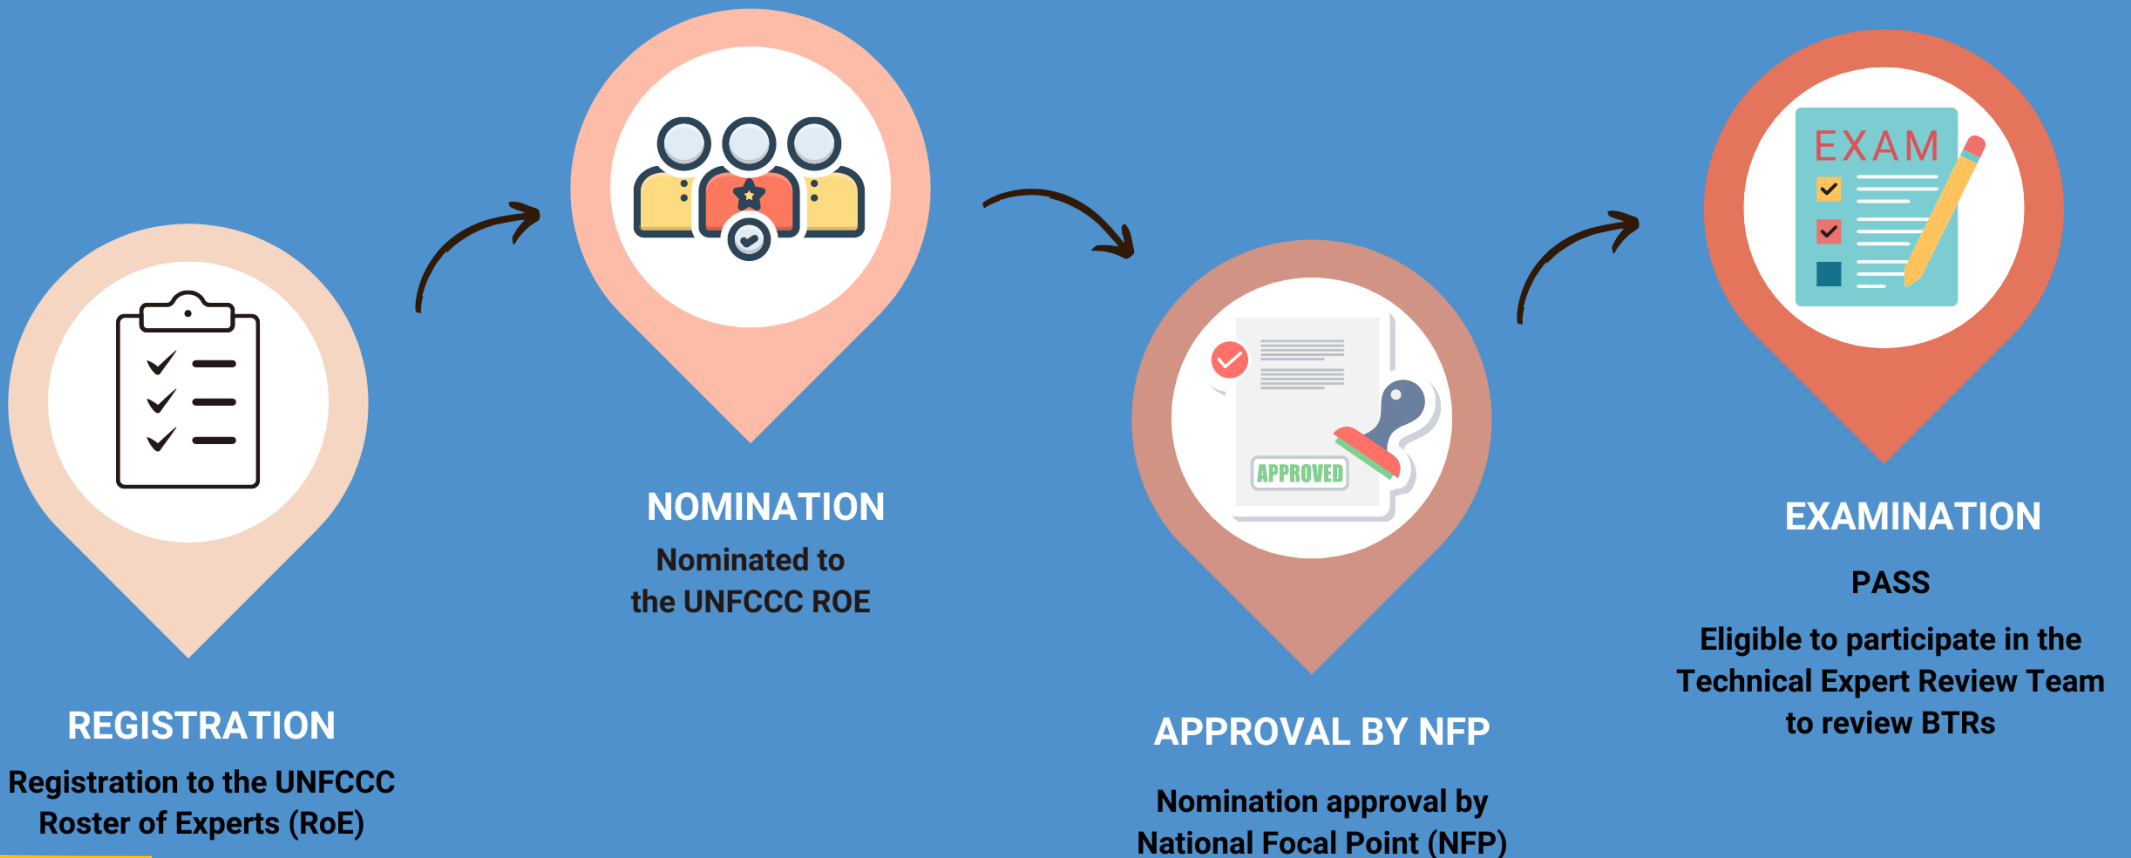 REGISTRATION
Registration to the UNFCCC
Roster of Experts (RoE)
NOMINATION
Nominated to
the UNFCCC ROE
APPROVED
APPROVAL BY NFP
Nomination approval by
National Focal Point (NFP)
EXAM
EXAMINATION
PASS
Eligible to participate in the
Technical Expert Review Team
to review BTRs